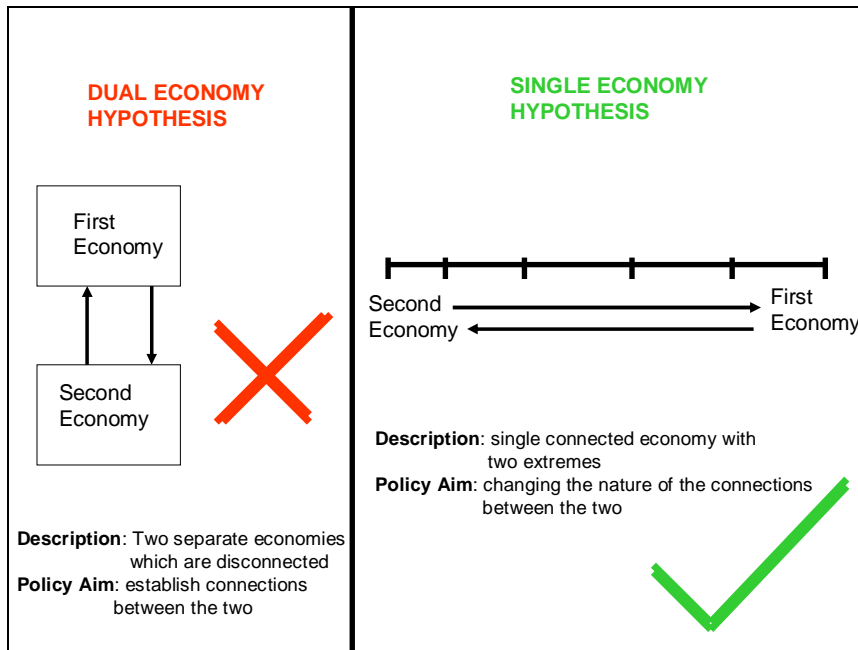 DUAL ECONOMY
HYPOTHESIS
First
Economy
Second
Economy
Description: Two separate economies
which are disconnected
Policy Aim: establish connections
between the two
SINGLE ECONOMY
HYPOTHESIS
Second
Economy
First
Economy
Description: single connected economy with
two extremes
Policy Aim: changing the nature of the connections
between the two